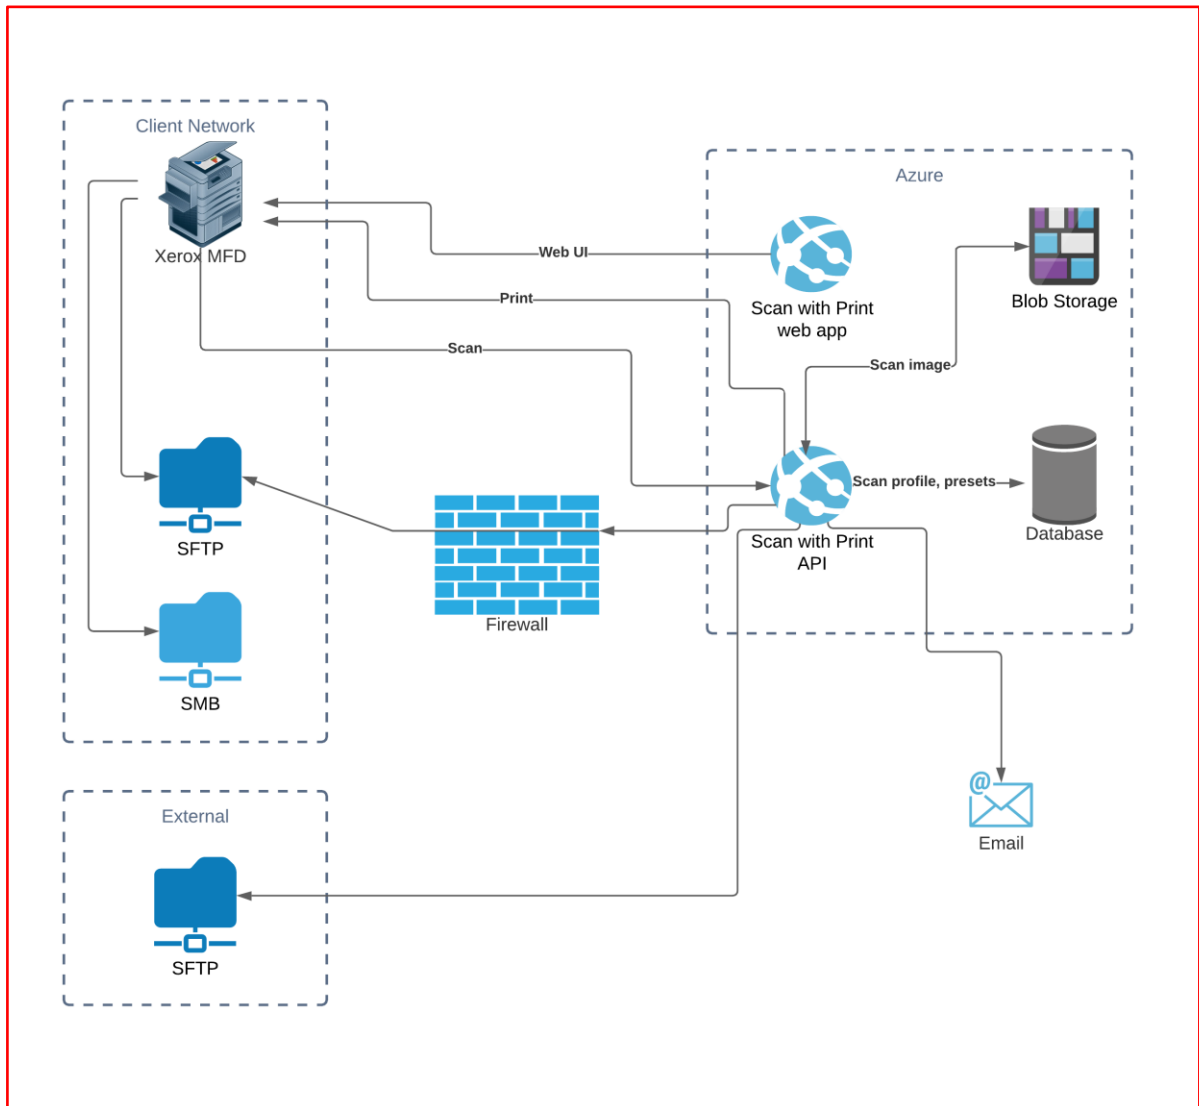 Client Network
Xerox MFD
Azure
Web UI
Scan with Print
web app
Blob Storage
Print
Scan
Scan image
Scan profile, presets
Scan with Print
API
Database
SFTP
Firewall
SMB
Email
External
SFTP
@